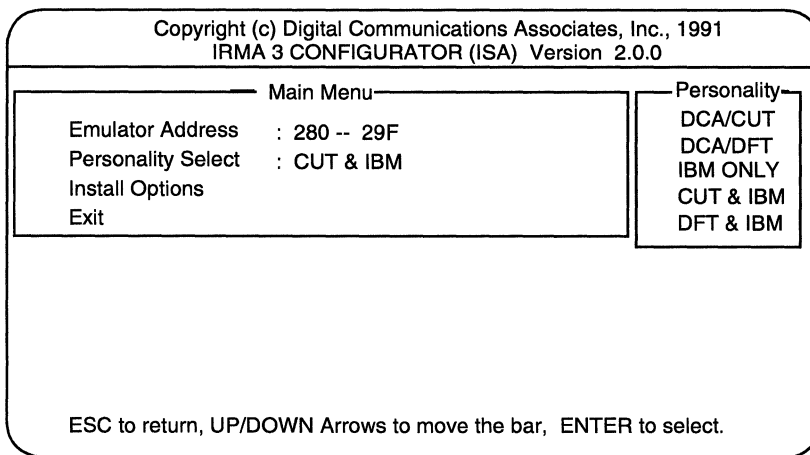 Copyright (c) Digital Communications Associates, Inc., 1991
IRMA 3 CONFIGURATOR (ISA) Version 2.0.0
Main Menu
Emulator Address : 280 -- 29F
Personality Select : CUT & IBM
Install Options
Exit
Personality
DCA/CUT
DCA/DFT
IBM ONLY
CUT & IBM
DFT & IBM
ESC to return, UP/DOWN Arrows to move the bar, ENTER to select.